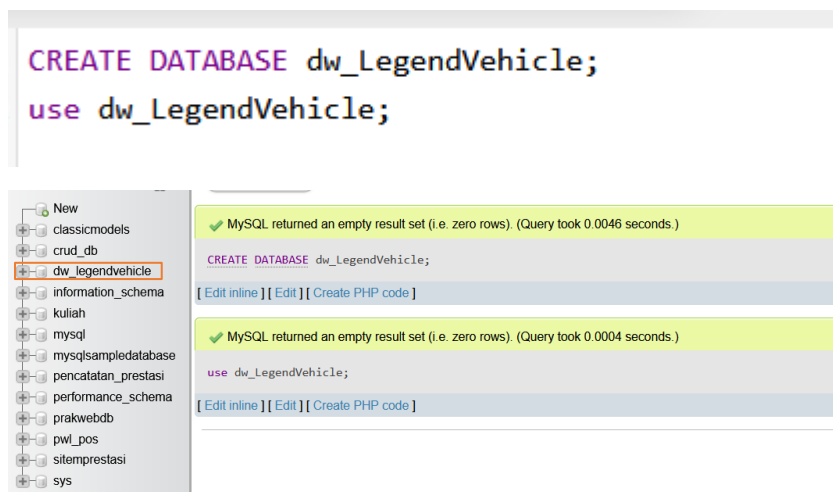 CREATE DATABASE dw_LegendVehicle;
use dw_LegendVehicle;
New
classicmodels
crud_db
dw_legendvehicle
information_schema
kuliah
mysql
mysqlsampledatabase
pencatatan_prestasi
performance_schema
prakwebdb
pwl_pos
sitemprestasi
sys
MySQL returned an empty result set (i.e. zero rows). (Query took 0.0046 seconds.)
CREATE DATABASE dw_LegendVehicle;
[ Edit inline ] [ Edit ] [ Create PHP code ]
MySQL returned an empty result set (i.e. zero rows). (Query took 0.0004 seconds.)
use dw_LegendVehicle;
[ Edit inline ] [ Edit ] [ Create PHP code ]